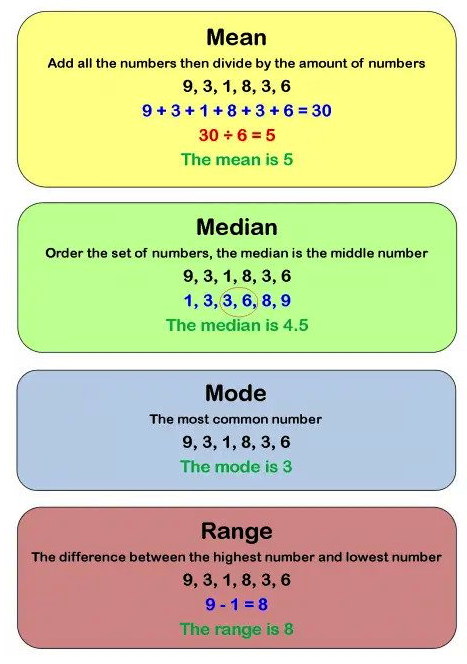 Mean
Add all the numbers then divide by the amount of numbers
9, 3, 1, 8, 3, 6
9 + 3 + 1 + 8 + 3 + 6 = 30
30 ÷ 6 = 5
The mean is 5
Median
Order the set of numbers, the median is the middle number
9, 3, 1, 8, 3, 6
1, 3, 3, 6, 8, 9
The median is 4.5
Mode
The most common number
9, 3, 1, 8, 3, 6
The mode is 3
Range
The difference between the highest number and lowest number
9, 3, 1, 8, 3, 6
9 - 1 = 8
The range is 8